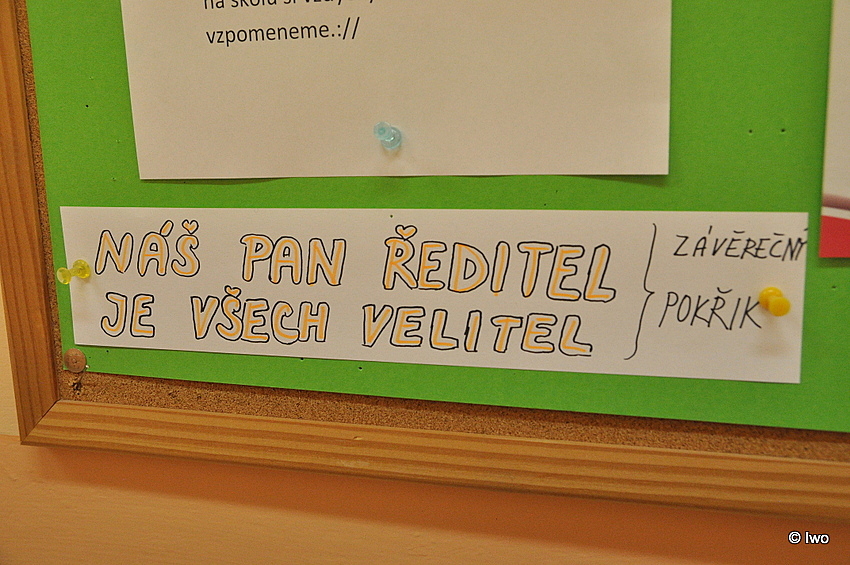 vzpomeneme.://
NÁŠ PAN ŘEDITEL
JE VŠECH VELITEL
ZÁVĚREČNÝ
POKŘIK
© Iwo